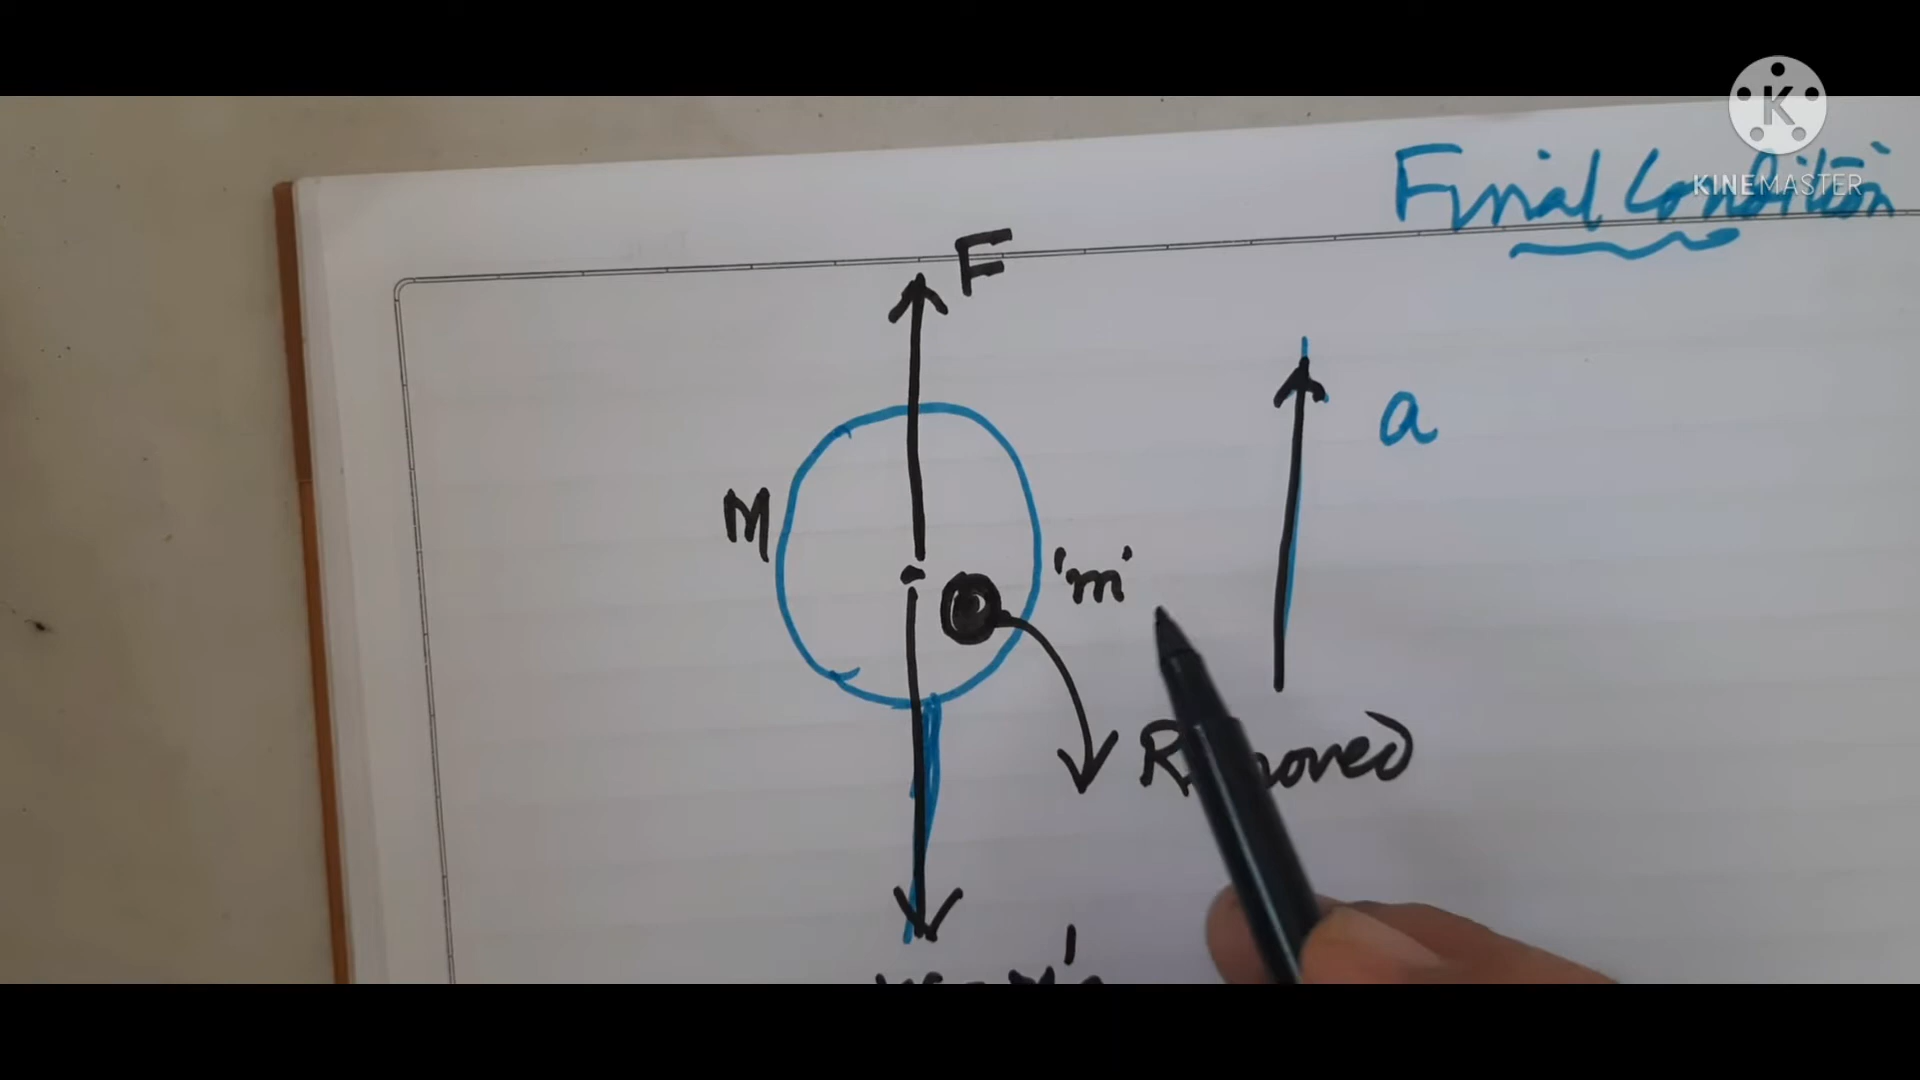 K
KINEMASTER
Final Condition
F
a
M
'm'
Removed